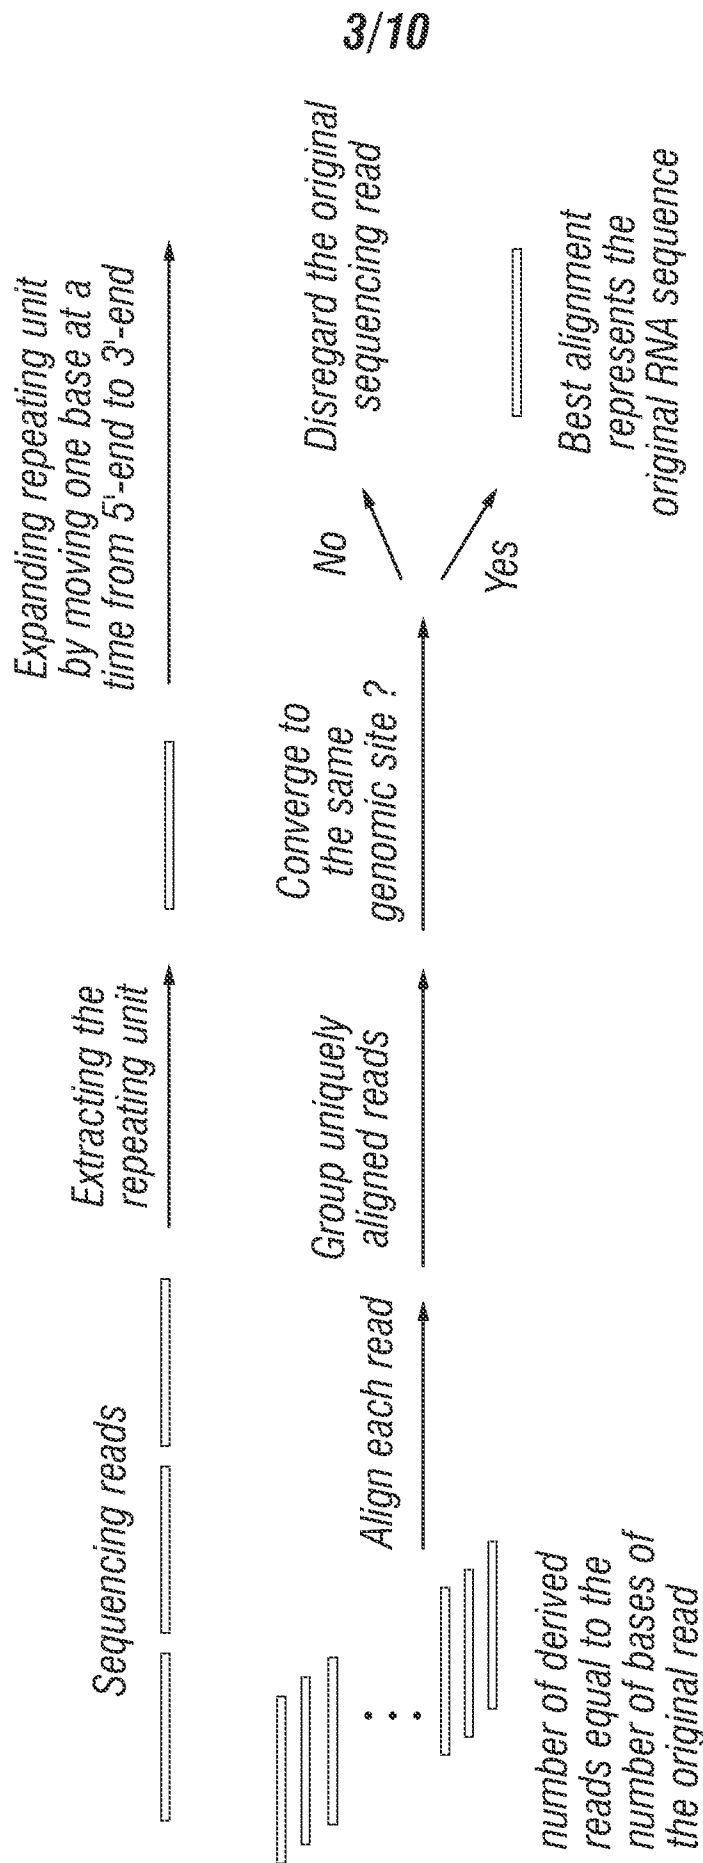 3/10
Sequencing reads
Extracting the
repeating unit
Expanding repeating unit
by moving one base at a
time from 5'-end to 3'-end
number of derived
reads equal to the
number of bases of
the original read
Align each read
Group uniquely
aligned reads
Converge to
the same
genomic site ?
No
Disregard the original
sequencing read
Yes
Best alignment
represents the
original RNA sequence